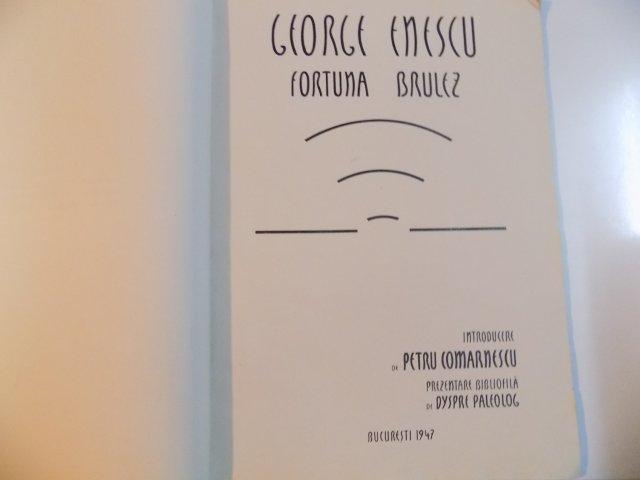 GEORGE ENESCU
FORTUNA BRULEZ
INTRODUCERE
DE PETRU COMARNESCU
PREZENTARE BIBLIOFILĂ
DE DYSPRE PALEOLOG
BUCUREȘTI 1947